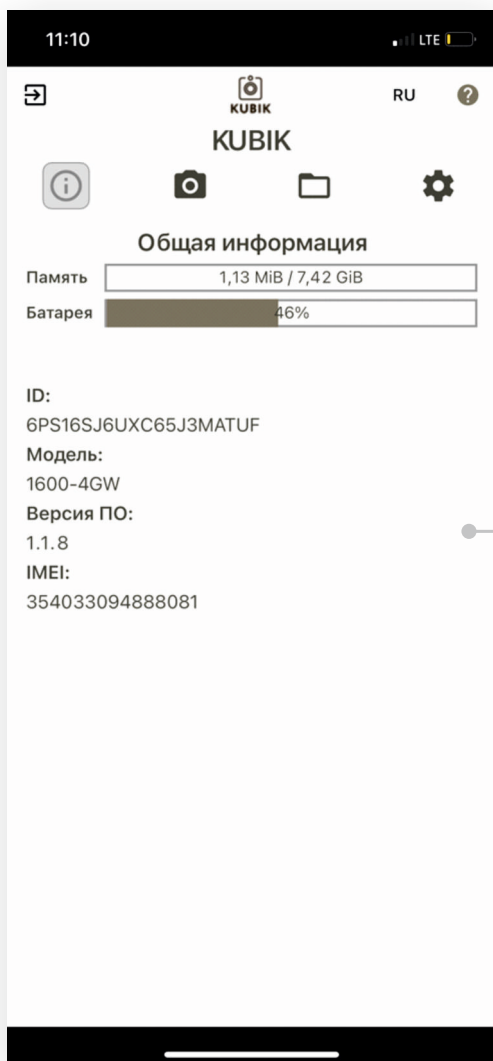 11:10
LTE
KUBIK
RU
?
KUBIK
Общая информация
Память 1,13 MiB / 7,42 GiB
Батарея 46%
ID:
6PS16SJ6UXC65J3MATUF
Модель:
1600-4GW
Версия ПО:
1.1.8
IMEI:
354033094888081